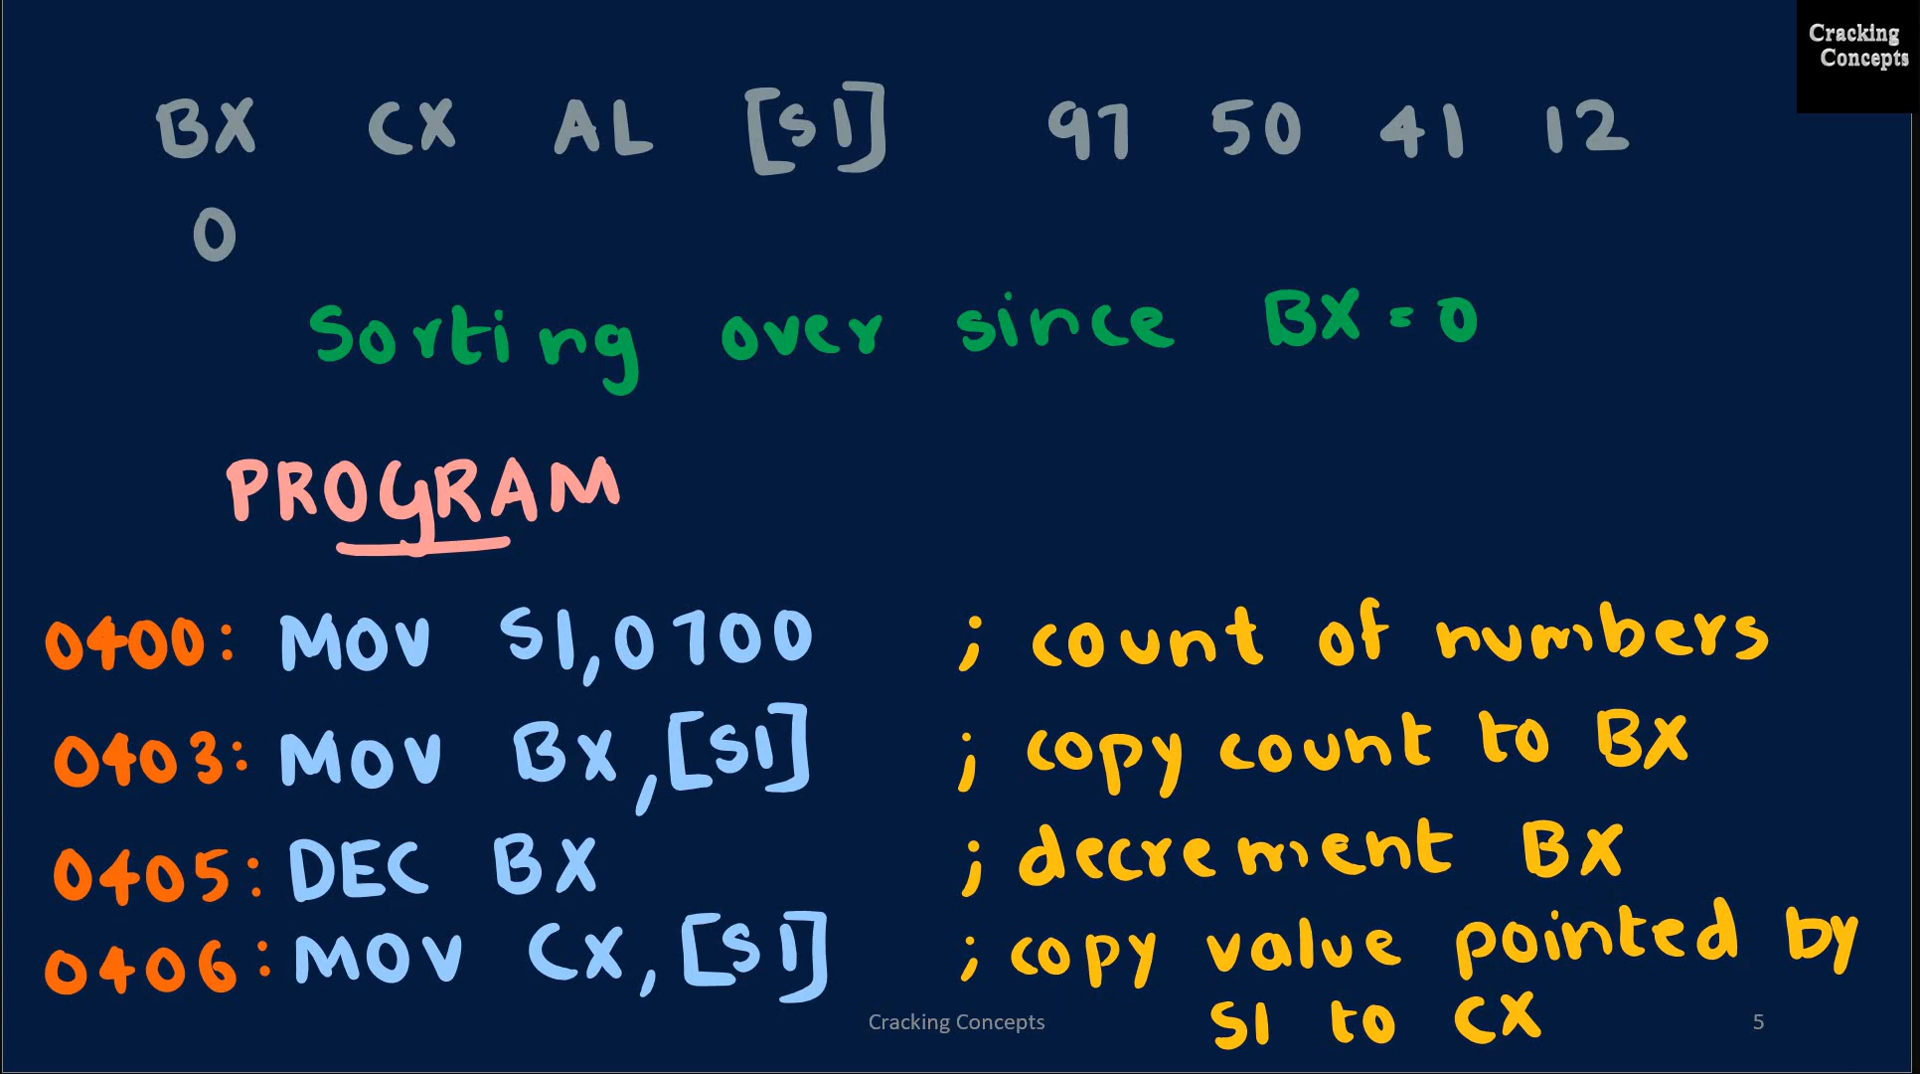 Cracking
Concepts
BX CX AL [SI] 97 50 41 12
0
Sorting over since BX = 0
PROGRAM
0400: MOV SI,0700 ; count of numbers
0403: MOV BX,[SI] ; copy count to BX
0405: DEC BX ; decrement BX
0406: MOV CX,[SI] ; copy value pointed by
SI to CX
Cracking Concepts 5